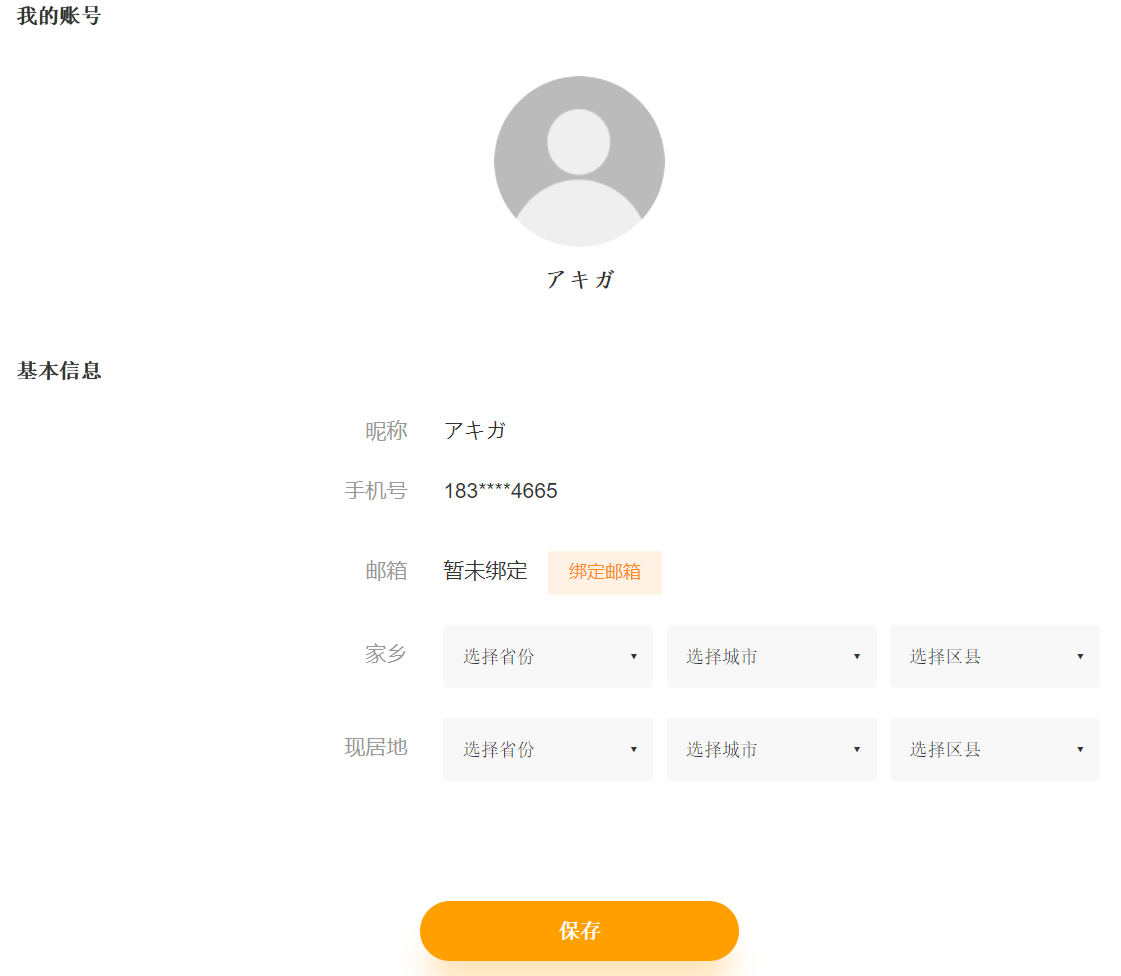 我的账号
アキガ
基本信息
昵称 アキガ
手机号 183****4665
邮箱 暂未绑定 绑定邮箱
家乡 选择省份 选择城市 选择区县
现居地 选择省份 选择城市 选择区县
保存